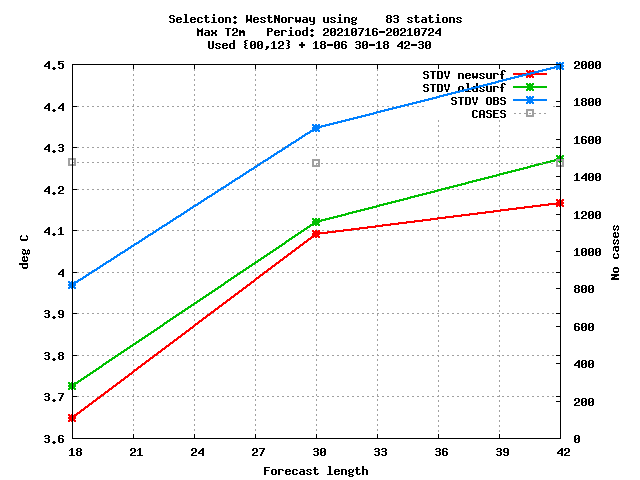 Selection: WestNorway using    83 stations
Max T2m   Period: 20210716-20210724
Used {00,12} + 18-06 30-18 42-30
STDV newsurf
STDV oldsurf
STDV OBS
CASES
4.5
4.4
4.3
4.2
4.1
4
3.9
3.8
3.7
3.6
deg C
2000
1800
1600
1400
1200
1000
800
600
400
200
0
No cases
18 21 24 27 30 33 36 39 42
Forecast length